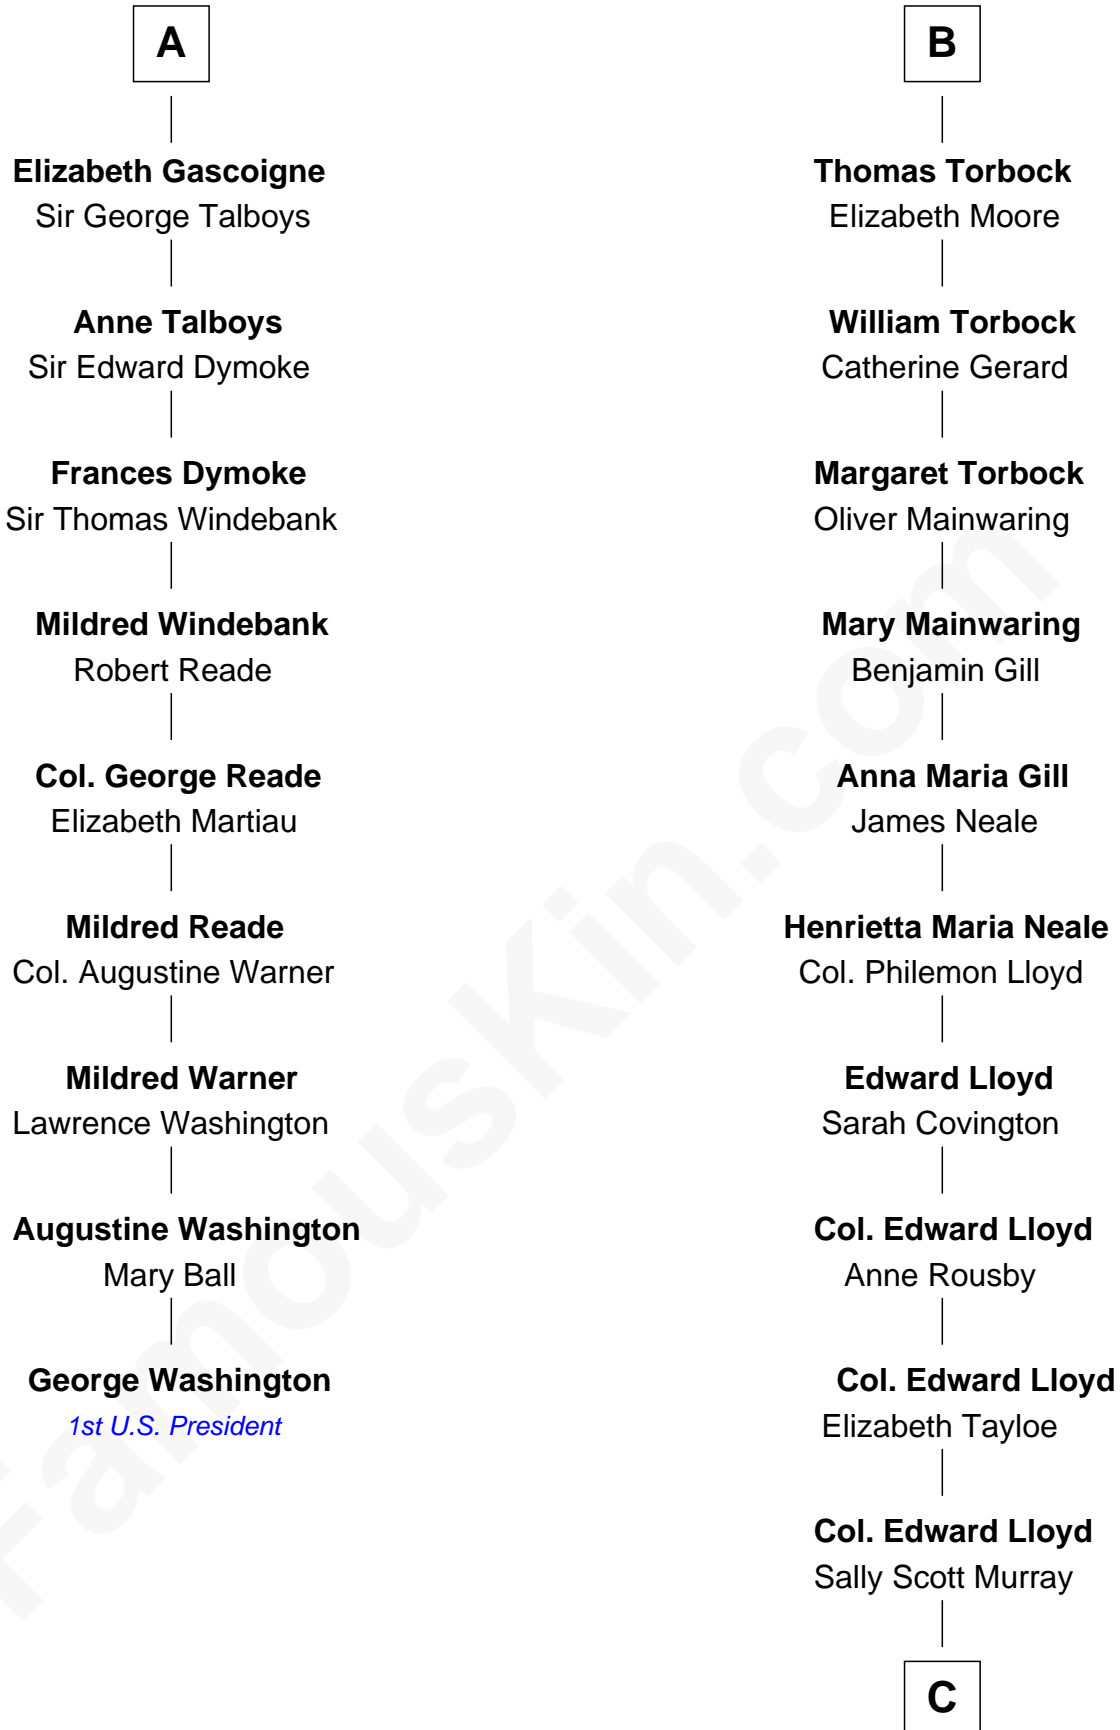 A
Elizabeth Gascoigne
Sir George Talboys
Anne Talboys
Sir Edward Dymoke
Frances Dymoke
Sir Thomas Windebank
Mildred Windebank
Robert Reade
Col. George Reade
Elizabeth Martiau
Mildred Reade
Col. Augustine Warner
Mildred Warner
Lawrence Washington
Augustine Washington
Mary Ball
George Washington
1st U.S. President
B
Thomas Torbock
Elizabeth Moore
William Torbock
Catherine Gerard
Margaret Torbock
Oliver Mainwaring
Mary Mainwaring
Benjamin Gill
Anna Maria Gill
James Neale
Henrietta Maria Neale
Col. Philemon Lloyd
Edward Lloyd
Sarah Covington
Col. Edward Lloyd
Anne Rousby
Col. Edward Lloyd
Elizabeth Tayloe
Col. Edward Lloyd
Sally Scott Murray
C
FamousKin.com